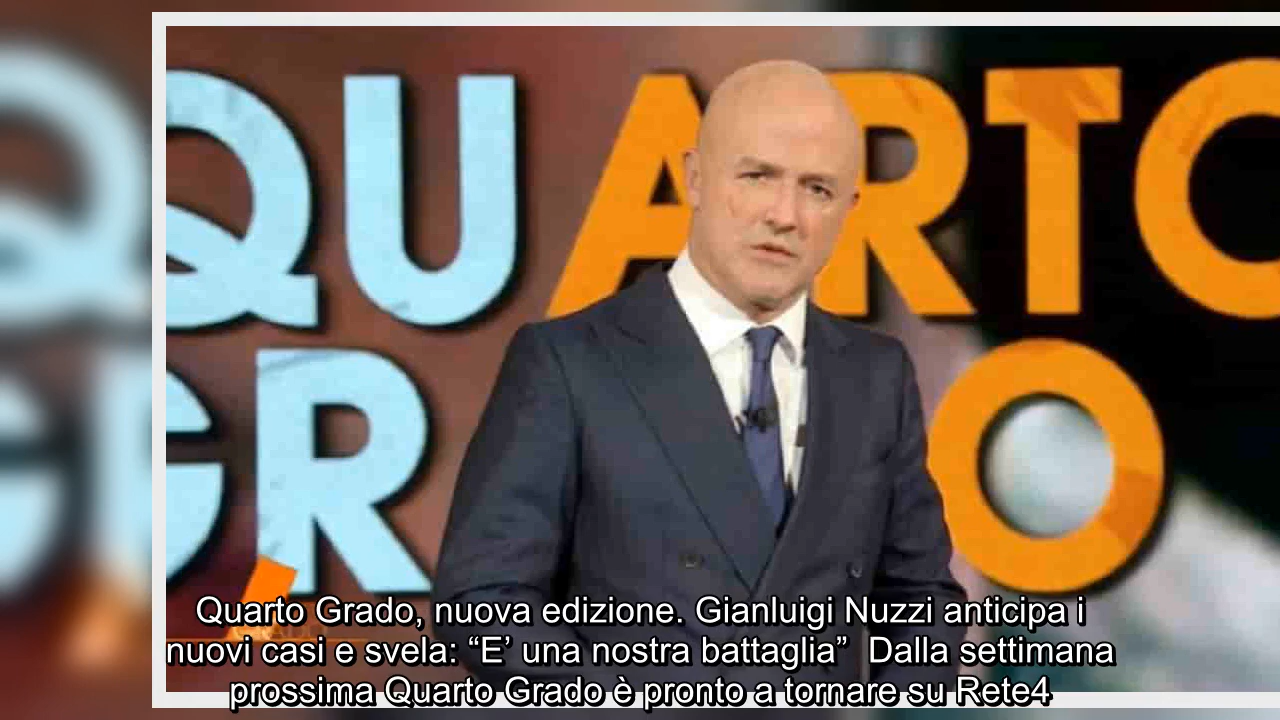 QUARTO
GR O
Quarto Grado, nuova edizione. Gianluigi Nuzzi anticipa i
nuovi casi e svela: “E’ una nostra battaglia” Dalla settimana
prossima Quarto Grado è pronto a tornare su Rete4